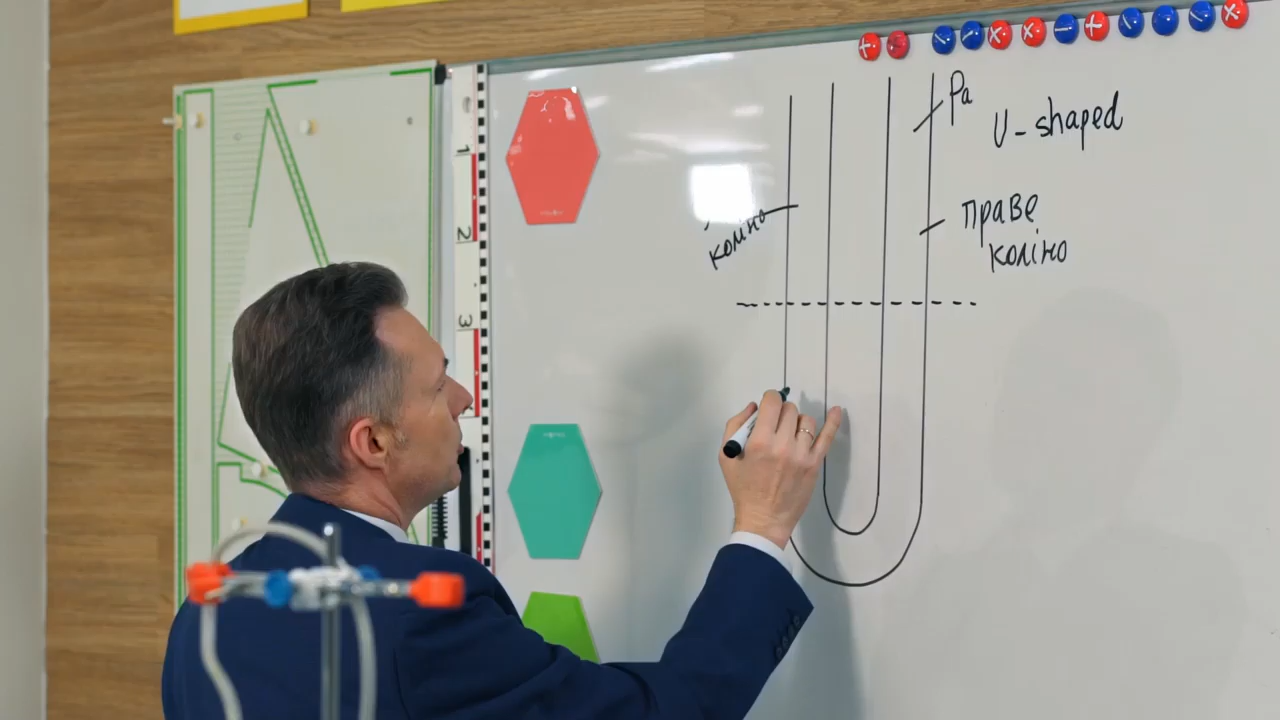 Pa
U-shaped
праве
коліно
коліно
1
2
3